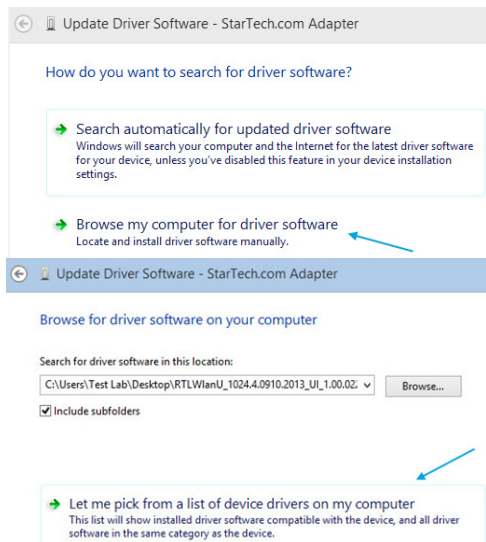 Update Driver Software - StarTech.com Adapter
How do you want to search for driver software?
Search automatically for updated driver software
Windows will search your computer and the Internet for the latest driver software
for your device, unless you've disabled this feature in your device installation
settings.
Browse my computer for driver software
Locate and install driver software manually.
Update Driver Software - StarTech.com Adapter
Browse for driver software on your computer
Search for driver software in this location:
C:\Users\Test Lab\Desktop\RTLWlanU_1024.4.0910.2013_UI_1.00.02; Browse...
Include subfolders
Let me pick from a list of device drivers on my computer
This list will show installed driver software compatible with the device, and all driver
software in the same category as the device.